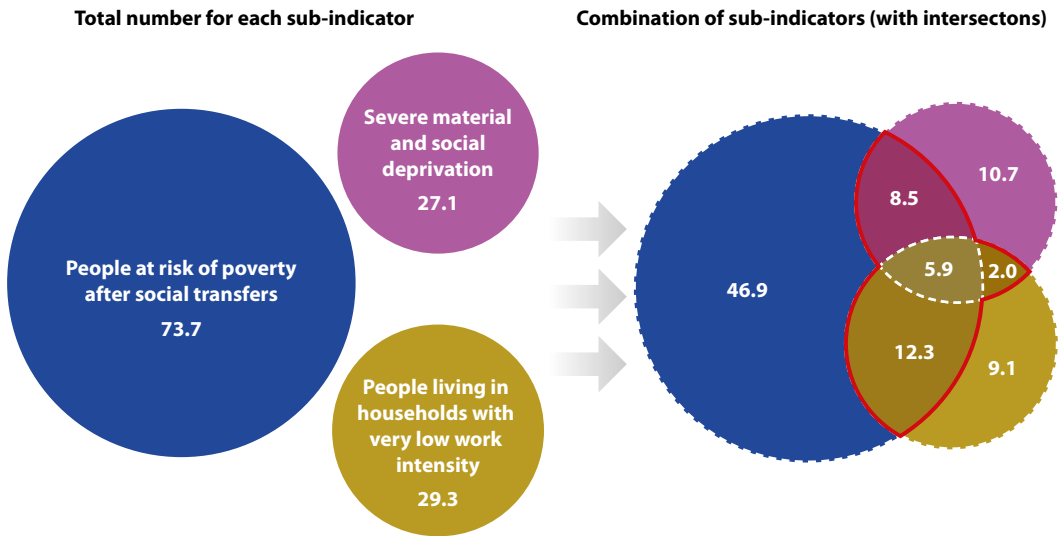 Total number for each sub-indicator
Severe material
and social
deprivation
27.1
People at risk of poverty
after social transfers
73.7
People living in
households with
very low work
intensity
29.3
Combination of sub-indicators (with intersectons)
10.7
8.5
5.9
2.0
46.9
12.3
9.1